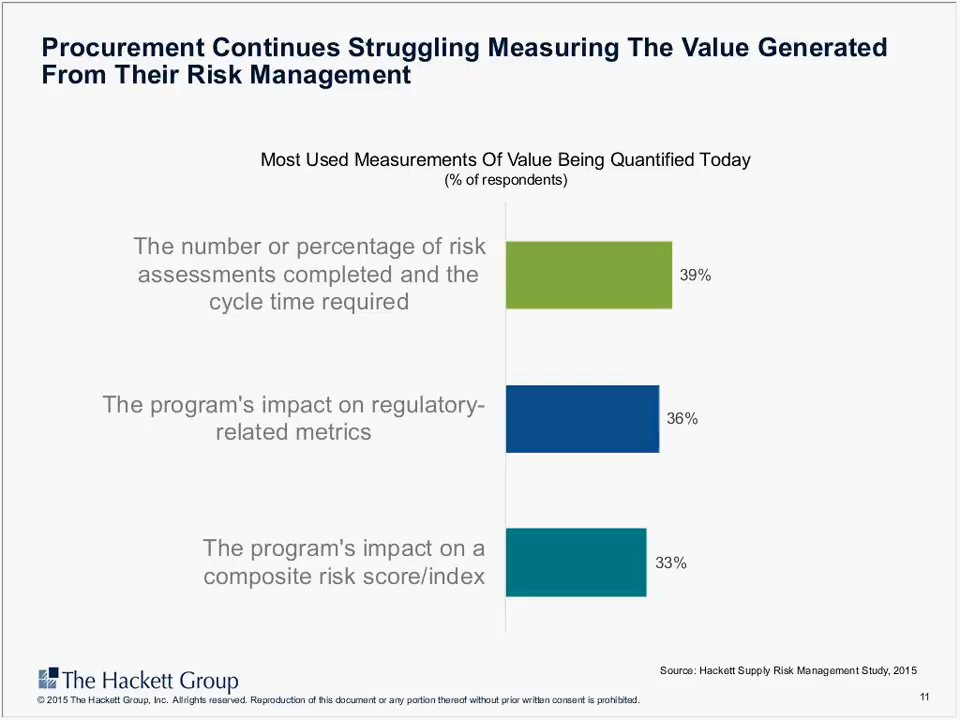 Procurement Continues Struggling Measuring The Value Generated
From Their Risk Management
Most Used Measurements Of Value Being Quantified Today
(% of respondents)
The number or percentage of risk
assessments completed and the
cycle time required
39%
The program's impact on regulatory-
related metrics
36%
The program's impact on a
composite risk score/index
33%
Source: Hackett Supply Risk Management Study, 2015
The Hackett Group
© 2015 The Hackett Group, Inc. All rights reserved. Reproduction of this document or any portion thereof without prior written consent is prohibited.
11